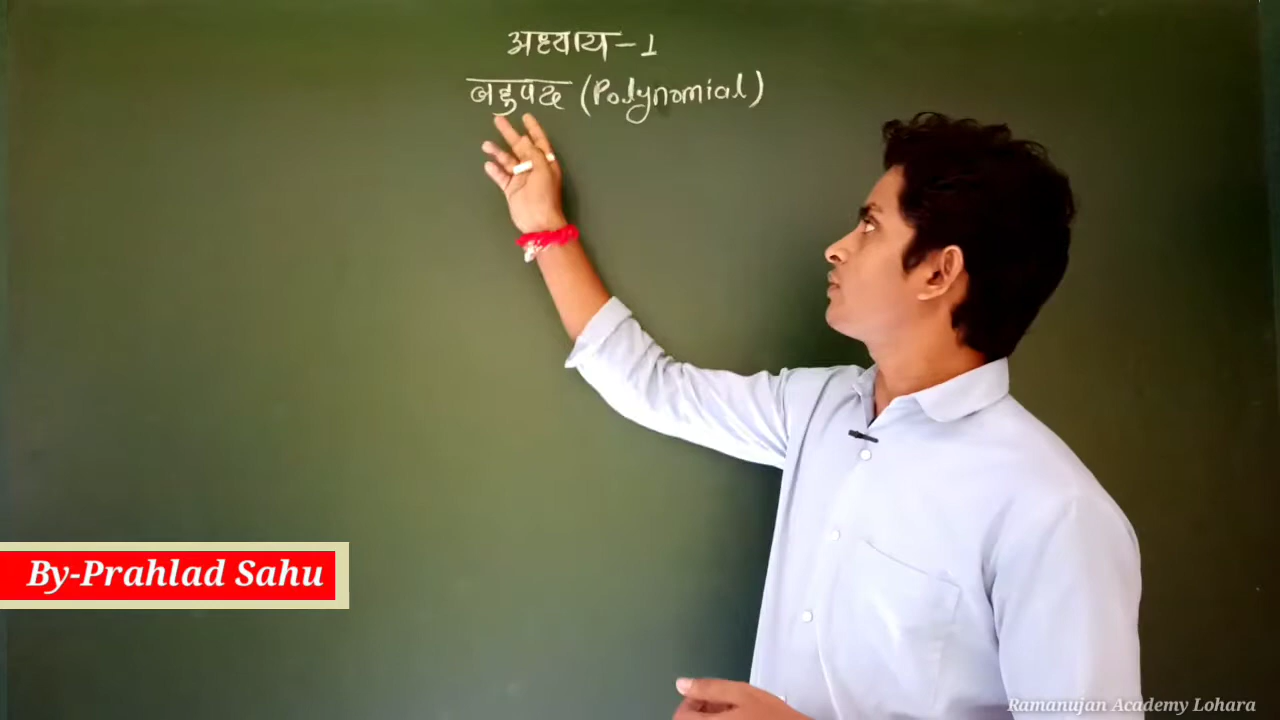 अध्याय-1
बहुपद (Polynomial)
By-Prahlad Sahu
Ramanujan Academy Lohara